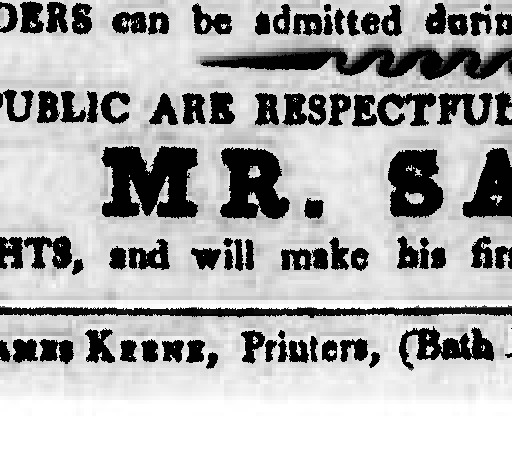 DERS can be admitted durin
PUBLIC ARE RESPECTFUL
MR. SA
HTS, and will make his fir
AMES KEENE, Printers, (Bath J